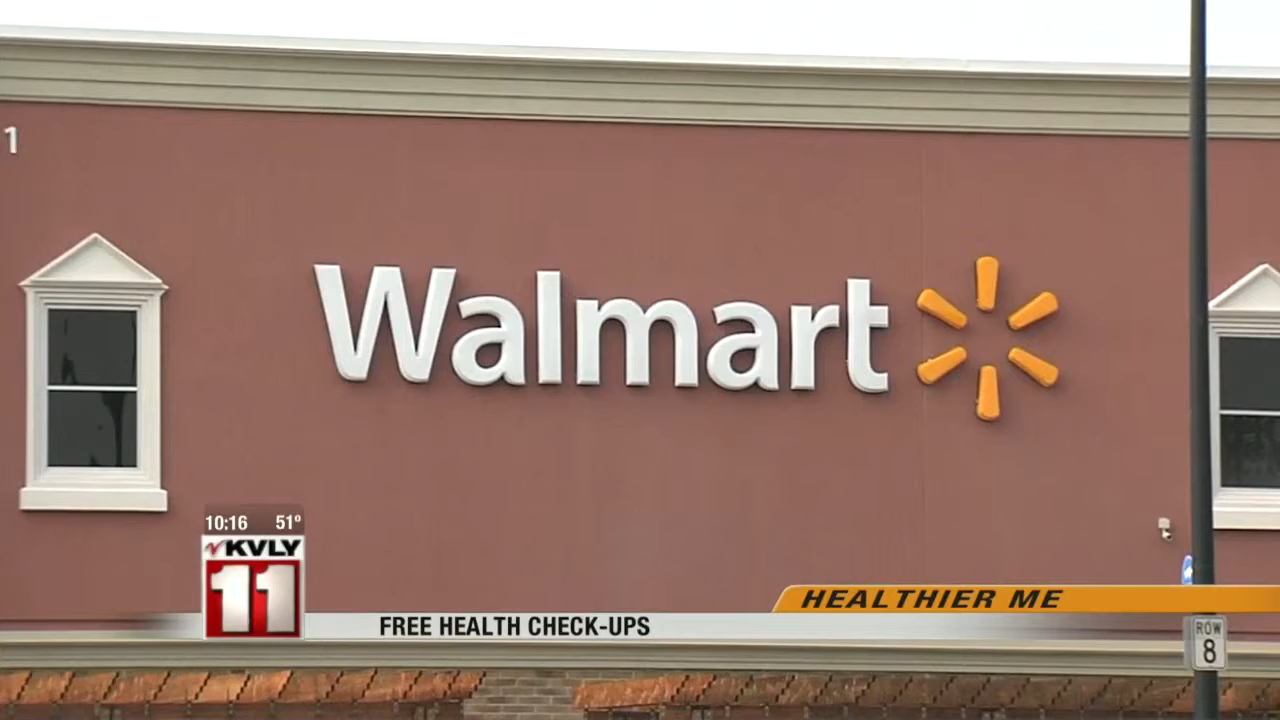 1
Walmart
10:16 51°
KVLY
11
HEALTHIER ME
FREE HEALTH CHECK-UPS
ROW
8